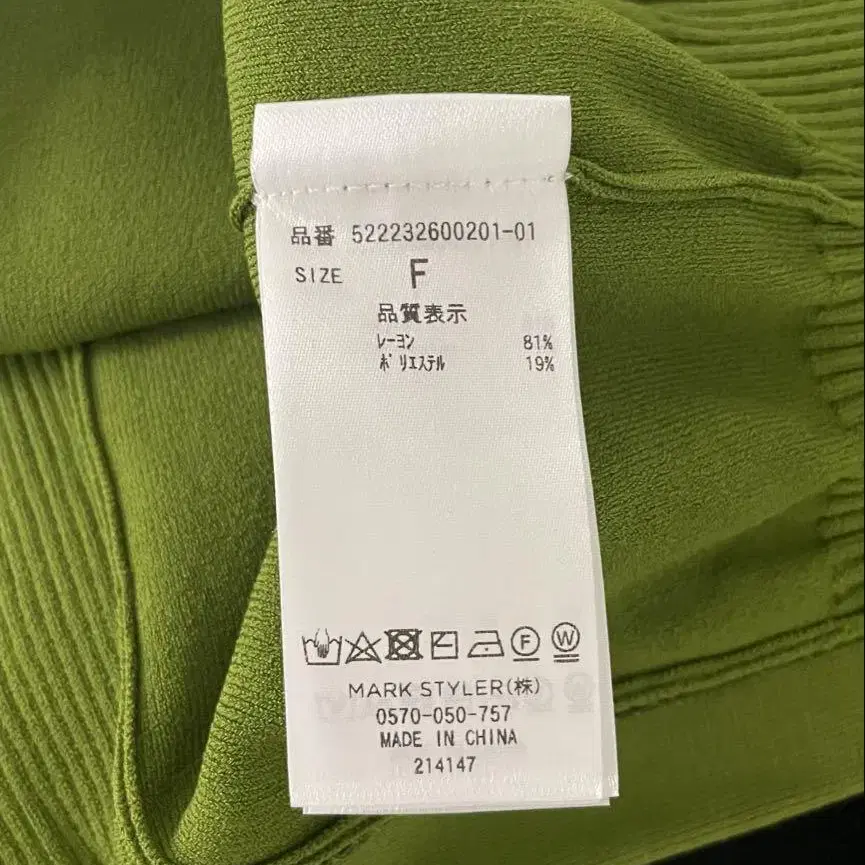 品番 522232600201-01
SIZE F
品質表示
ﾚｰﾖﾝ 81%
ﾎﾟﾘｴｽﾃﾙ 19%
F W
MARK STYLER(株)
0570-050-757
MADE IN CHINA
214147